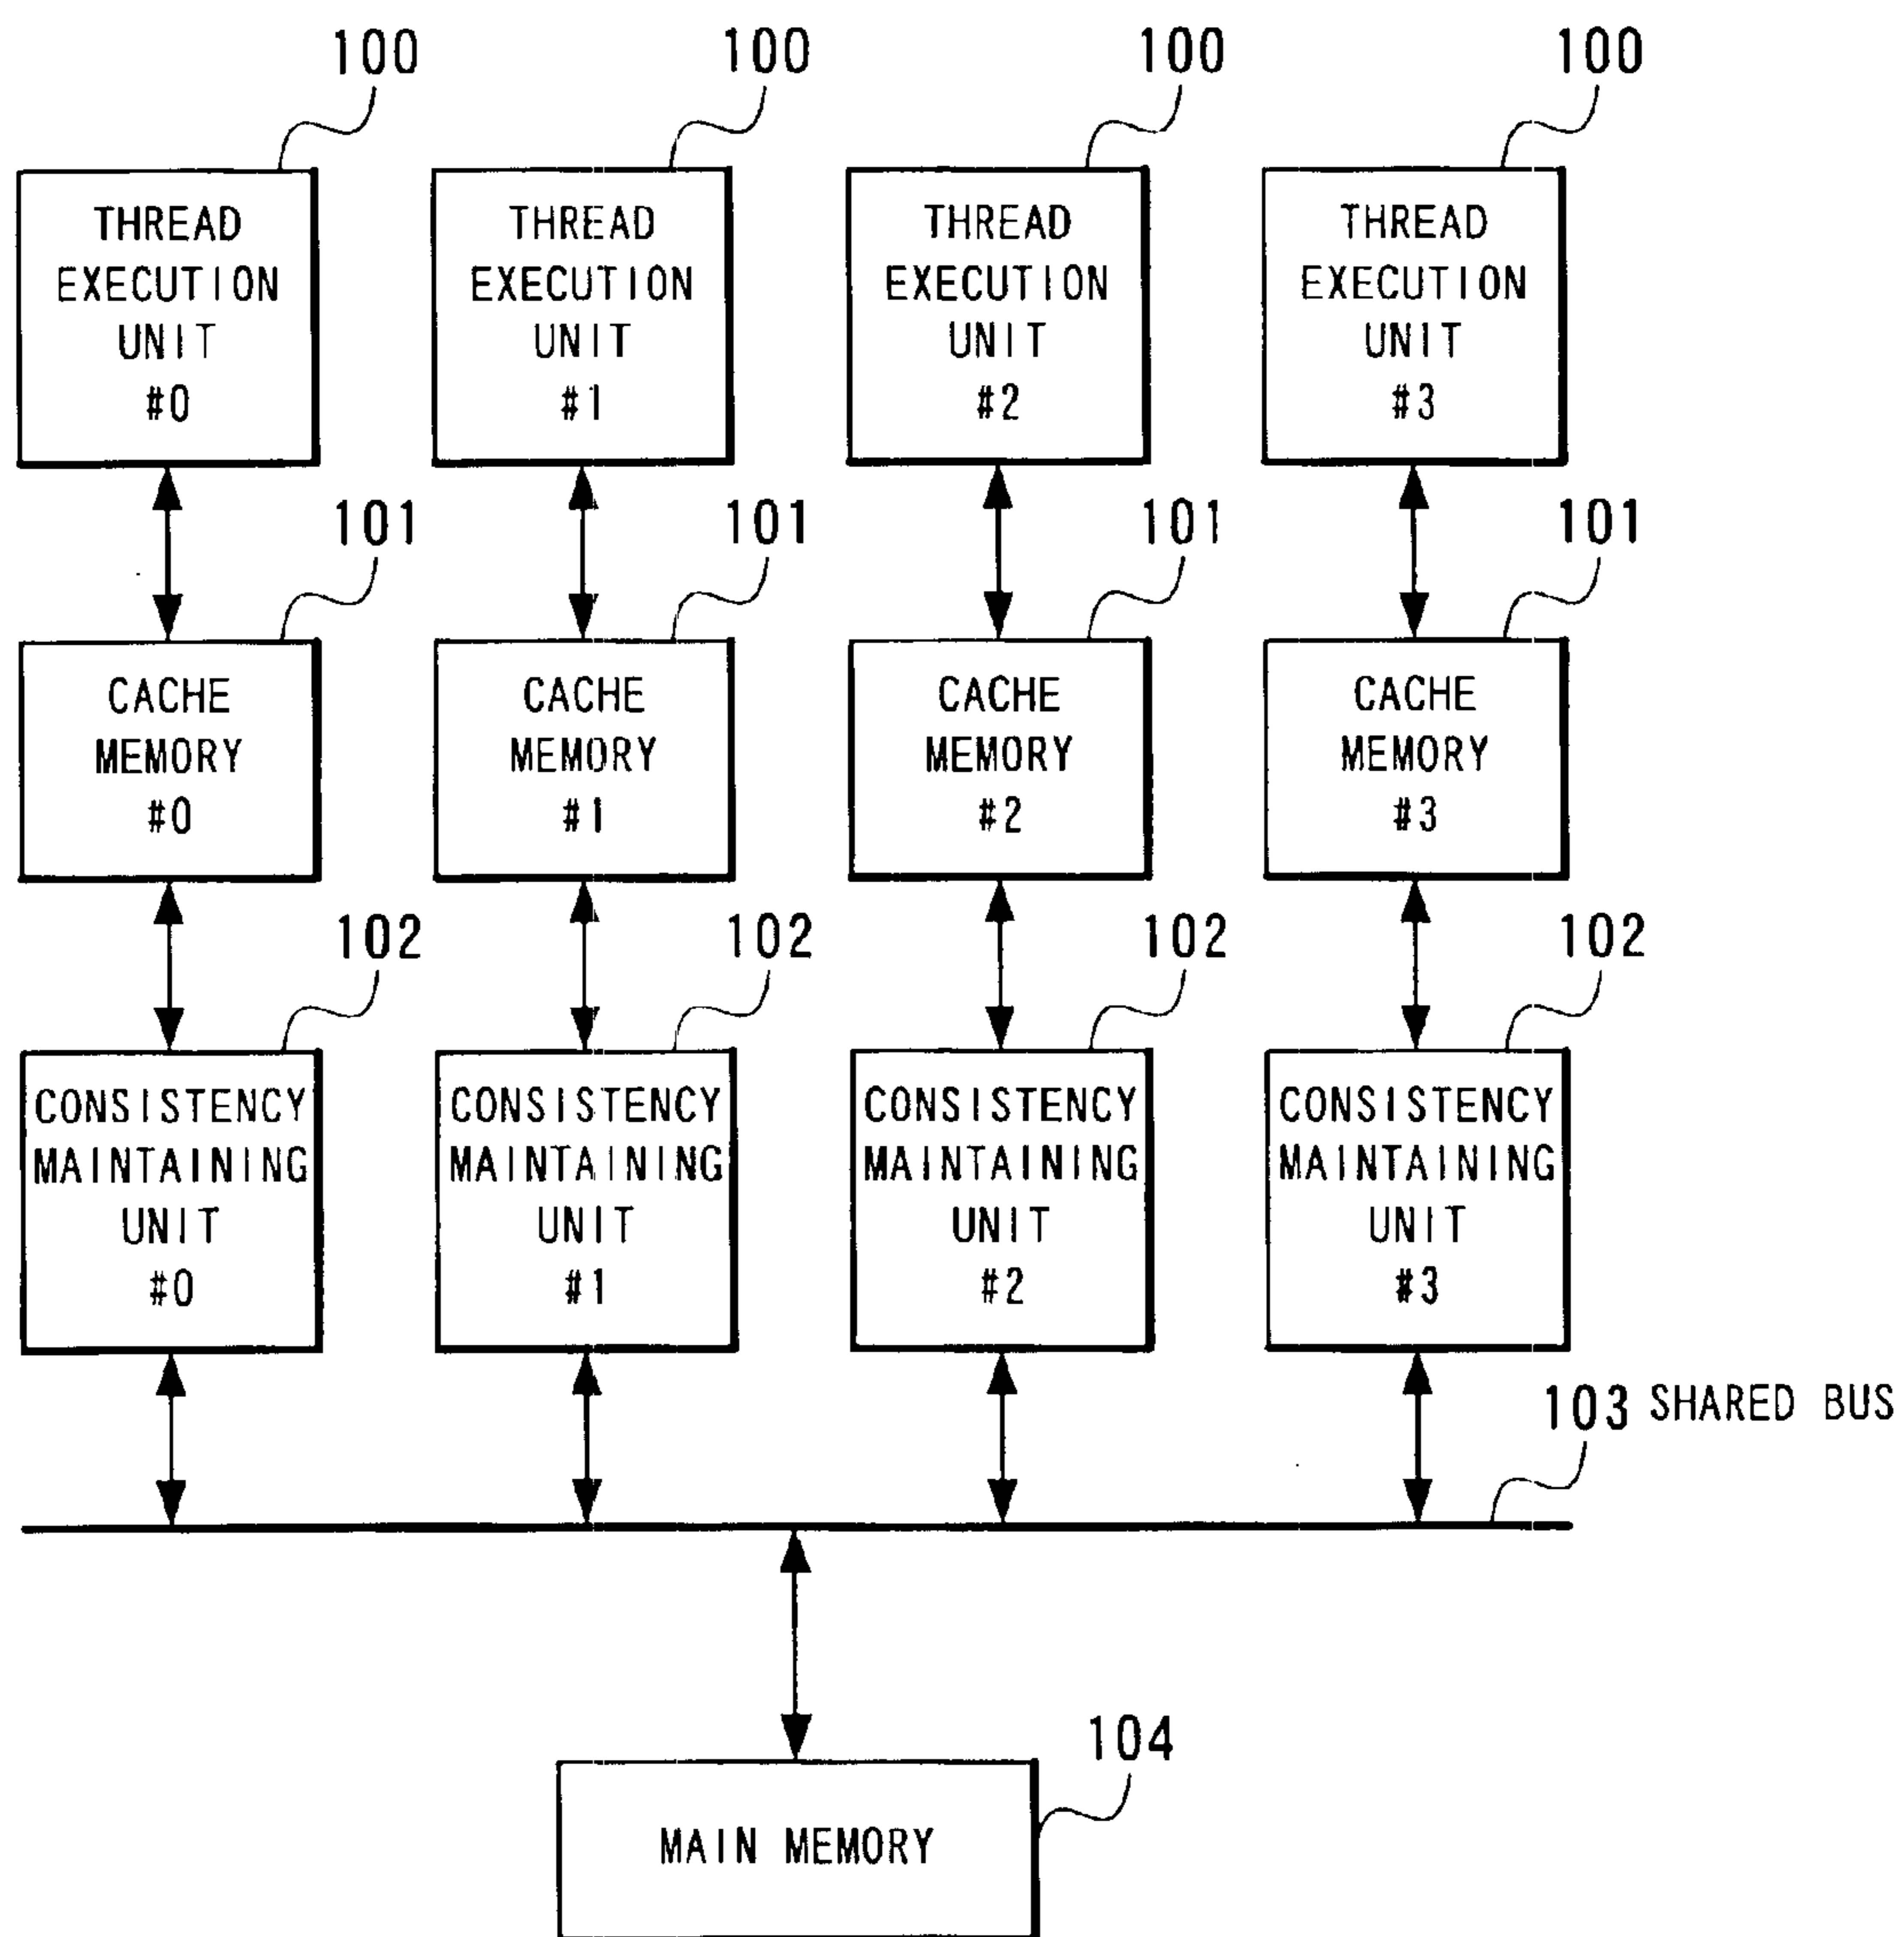 100 100 100 100
THREAD EXECUTION UNIT #0
THREAD EXECUTION UNIT #1
THREAD EXECUTION UNIT #2
THREAD EXECUTION UNIT #3
101 101 101 101
CACHE MEMORY #0
CACHE MEMORY #1
CACHE MEMORY #2
CACHE MEMORY #3
102 102 102 102
CONSISTENCY MAINTAINING UNIT #0
CONSISTENCY MAINTAINING UNIT #1
CONSISTENCY MAINTAINING UNIT #2
CONSISTENCY MAINTAINING UNIT #3
103 SHARED BUS
104
MAIN MEMORY